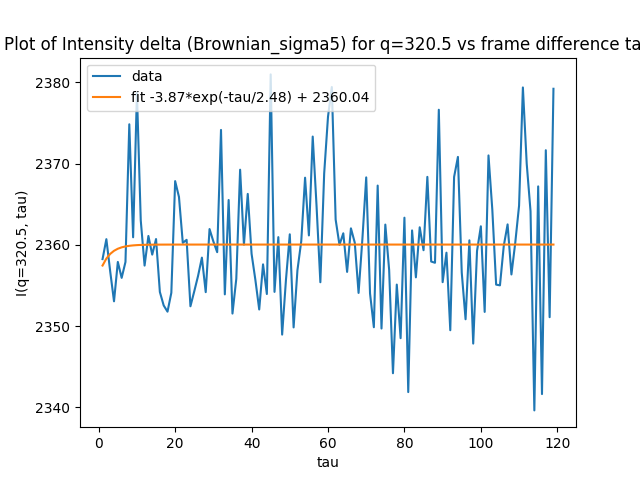 Plot of Intensity delta (Brownian_sigma5) for q=320.5 vs frame difference ta
data
fit -3.87*exp(-tau/2.48) + 2360.04
I(q=320.5, tau)
2380
2370
2360
2350
2340
0 20 40 60 80 100 120
tau